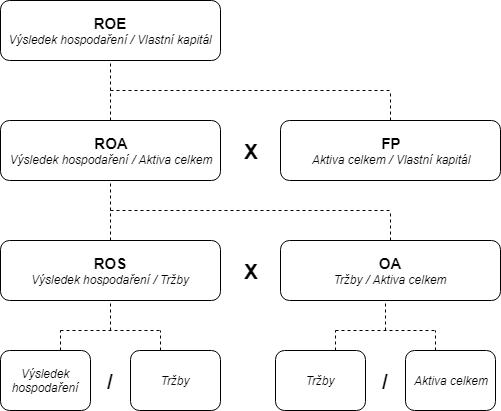 ROE
Výsledek hospodaření / Vlastní kapitál
ROA
Výsledek hospodaření / Aktiva celkem
X
FP
Aktiva celkem / Vlastní kapitál
ROS
Výsledek hospodaření / Tržby
X
OA
Tržby / Aktiva celkem
Výsledek
hospodaření
/
Tržby
Tržby
/
Aktiva celkem